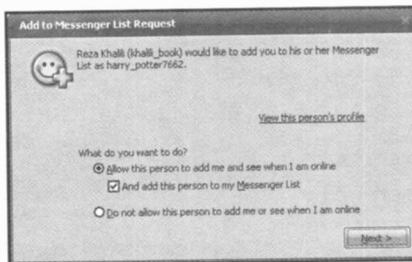 Add to Messenger List Request
Reza Khalili (khalili_book) would like to add you to his or her Messenger
List as harry_potter7662.
View this person's profile
What do you want to do?
Allow this person to add me and see when I am online
And add this person to my Messenger List
Do not allow this person to add me or see when I am online
Next >